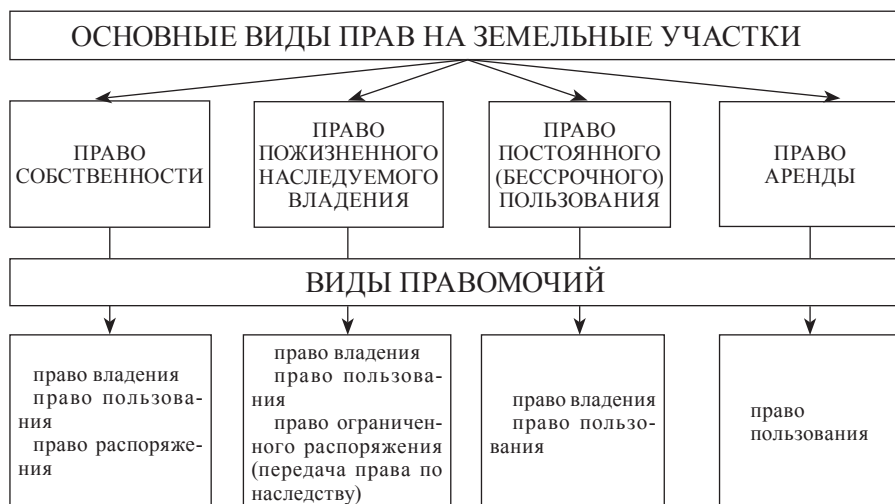 ОСНОВНЫЕ ВИДЫ ПРАВ НА ЗЕМЕЛЬНЫЕ УЧАСТКИ
ПРАВО
СОБСТВЕННОСТИ
ПРАВО
ПОЖИЗНЕННОГО
НАСЛЕДУЕМОГО
ВЛАДЕНИЯ
ПРАВО
ПОСТОЯННОГО
(БЕССРОЧНОГО)
ПОЛЬЗОВАНИЯ
ПРАВО
АРЕНДЫ
ВИДЫ ПРАВОМОЧИЙ
право владения
право пользова-
ния
право распоряже-
ния
право владения
право пользова-
ния
право ограничен-
ного распоряжения
(передача права по
наследству)
право владения
право пользо-
вания
право
пользования